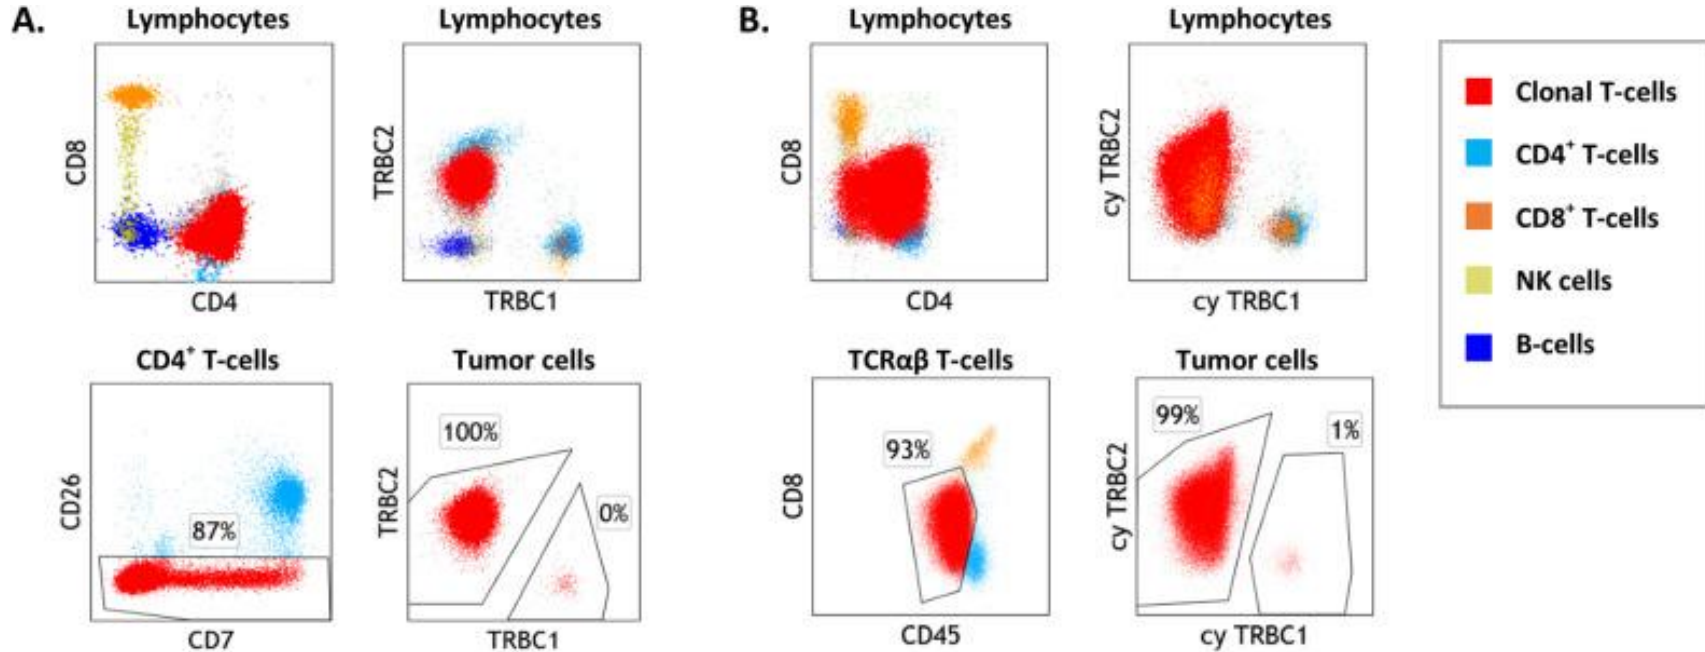 A.
Lymphocytes
CD8
CD4
Lymphocytes
TRBC2
TRBC1
CD4⁺ T-cells
CD26
87%
CD7
Tumor cells
TRBC2
100%
0%
TRBC1
B.
Lymphocytes
CD8
CD4
Lymphocytes
cy TRBC2
cy TRBC1
TCRαβ T-cells
CD8
93%
CD45
Tumor cells
cy TRBC2
99%
1%
cy TRBC1
Clonal T-cells
CD4⁺ T-cells
CD8⁺ T-cells
NK cells
B-cells